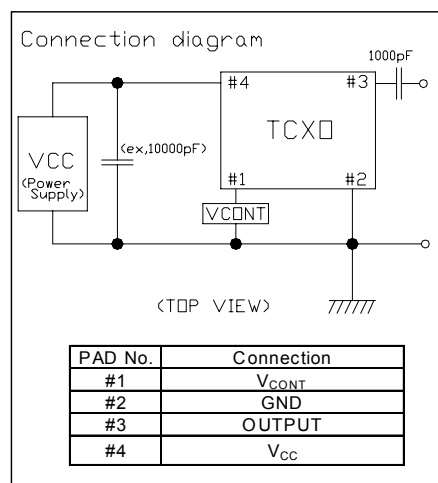 Connection diagram
1000pF
#4 #3
TCXO
(ex,10000pF)
VCC
(Power
Supply)
#1 #2
VCONT
(TOP VIEW)
PAD No. Connection
#1 VCONT
#2 GND
#3 OUTPUT
#4 VCC